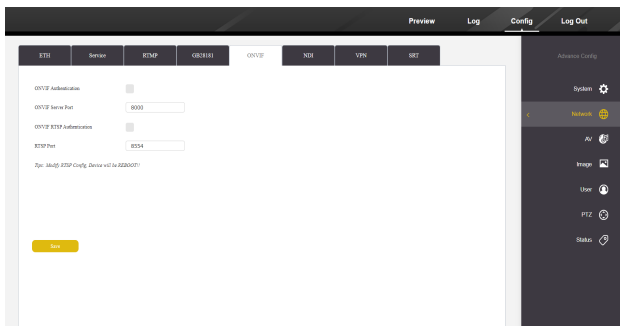 Preview Log Config Log Out
ETH Service RTMP GB28181 ONVIF NDI VPN SRT
Advance Config
ONVIF Authentication
ONVIF Server Port 8000
ONVIF RTSP Authentication
RTSP Port 8554
Tips: Modify RTSP Config, Device will be REBOOT!!
Save
System
< Network
AV
Image
User
PTZ
Status